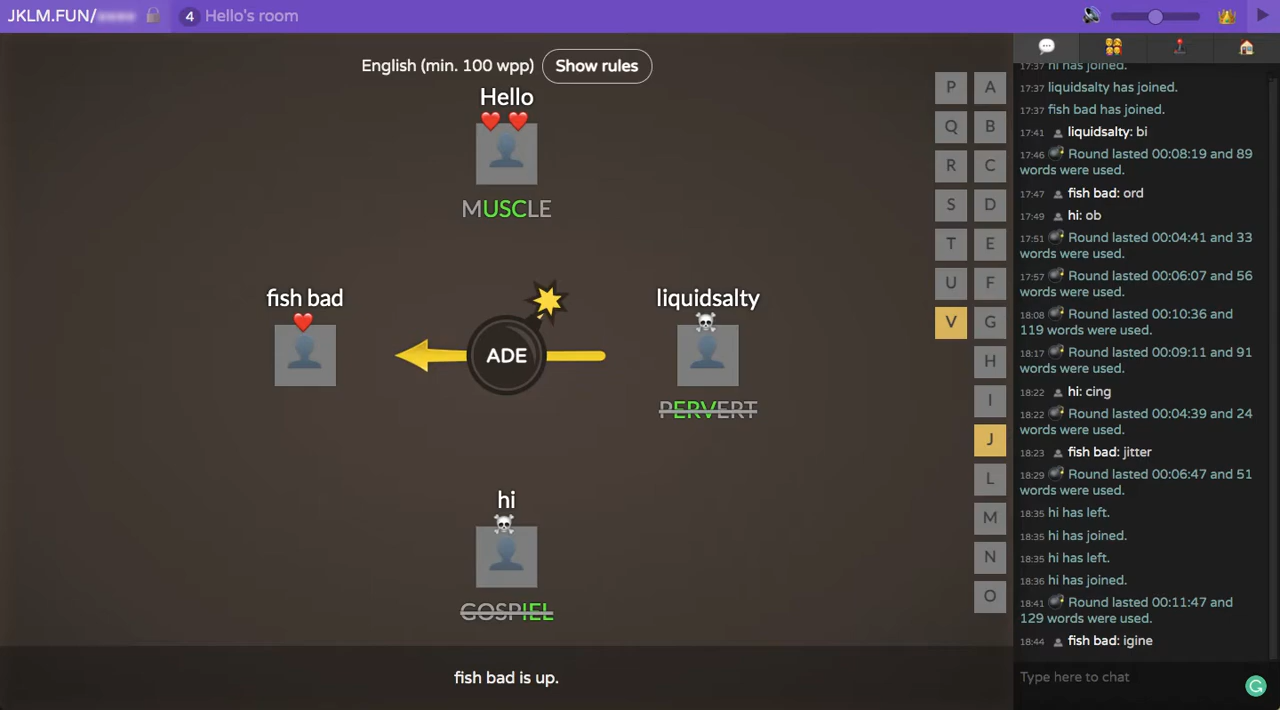 JKLM.FUN/
4 Hello's room
English (min. 100 wpp) Show rules
Hello
MUSCLE
fish bad
ADE
liquidsalty
PERVERT
hi
GOSPIEL
fish bad is up.
P A
Q B
R C
S D
T E
U F
V G
H
I
J
L
M
N
O
17:37 hi has joined.
17:37 liquidsalty has joined.
17:37 fish bad has joined.
17:41 liquidsalty: bi
17:46 Round lasted 00:08:19 and 89
words were used.
17:47 fish bad: ord
17:49 hi: ob
17:51 Round lasted 00:04:41 and 33
words were used.
17:57 Round lasted 00:06:07 and 56
words were used.
18:08 Round lasted 00:10:36 and
119 words were used.
18:17 Round lasted 00:09:11 and 91
words were used.
18:22 hi: cing
18:22 Round lasted 00:04:39 and 24
words were used.
18:23 fish bad: jitter
18:29 Round lasted 00:06:47 and 51
words were used.
18:35 hi has left.
18:35 hi has joined.
18:35 hi has left.
18:36 hi has joined.
18:41 Round lasted 00:11:47 and
129 words were used.
18:44 fish bad: igine
Type here to chat